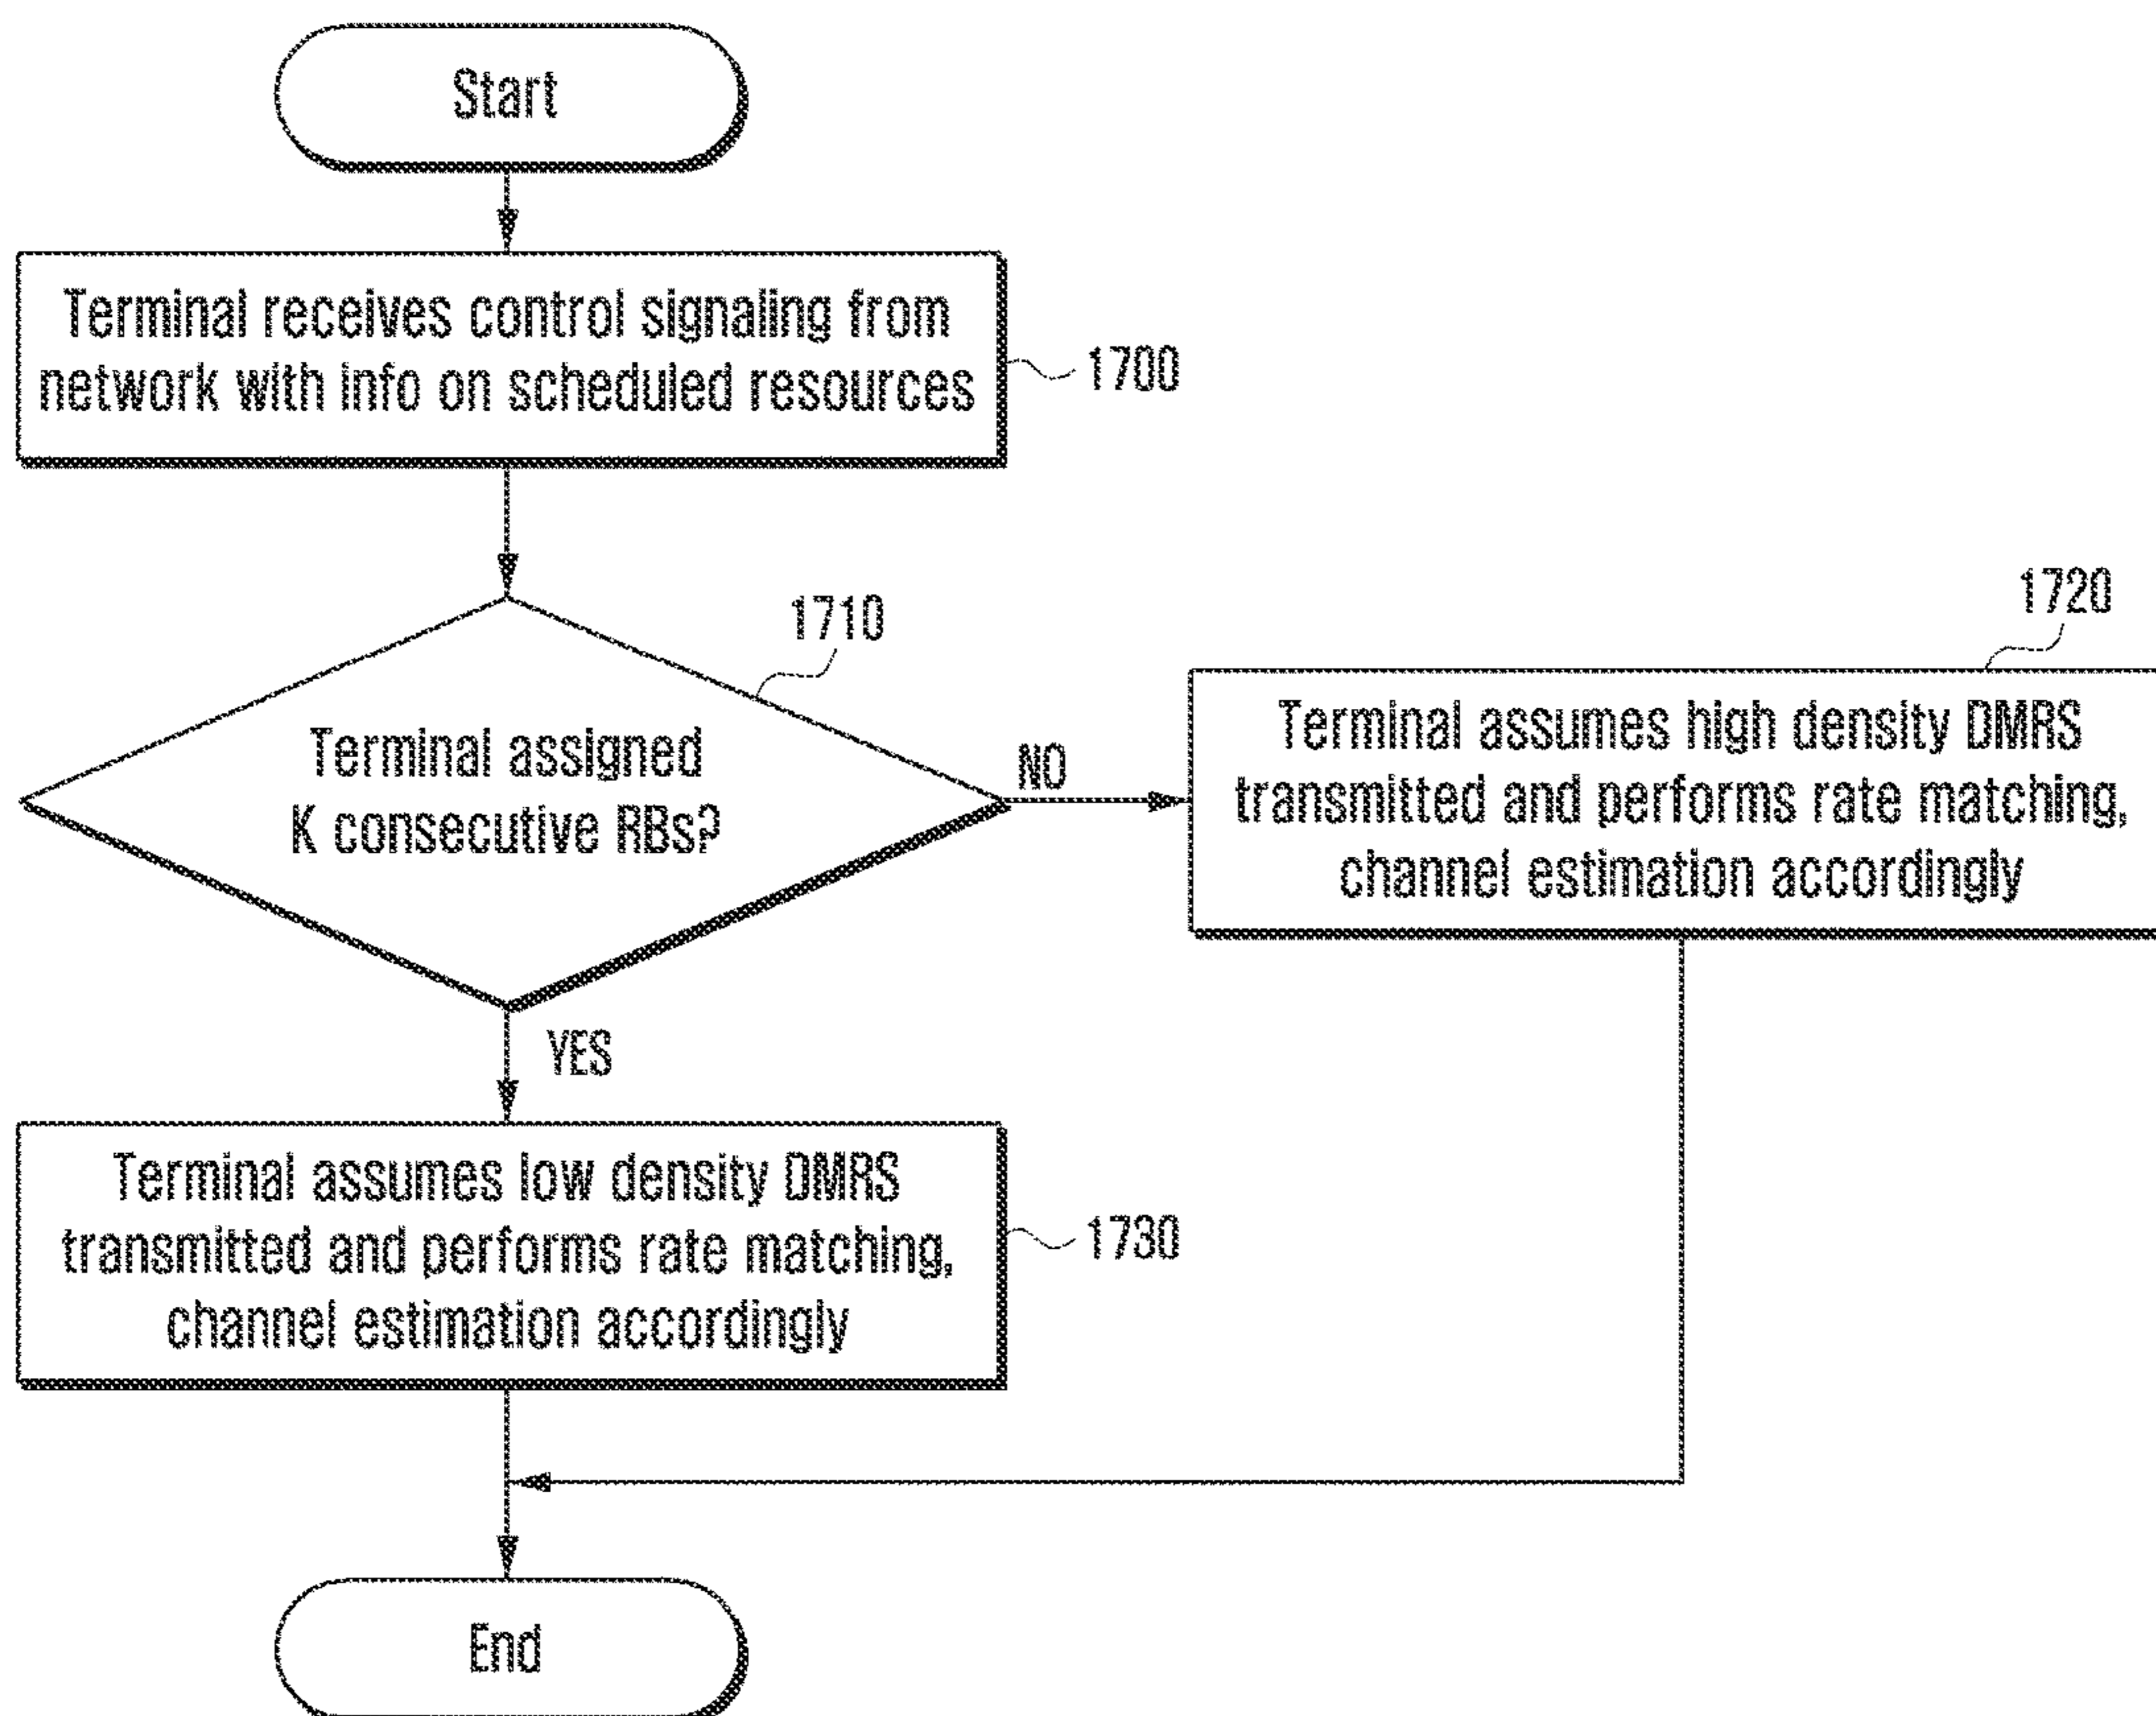 Start
Terminal receives control signaling from
network with info on scheduled resources
1700
1710
Terminal assigned
K consecutive RBs?
NO
1720
Terminal assumes high density DMRS
transmitted and performs rate matching,
channel estimation accordingly
YES
Terminal assumes low density DMRS
transmitted and performs rate matching,
channel estimation accordingly
1730
End